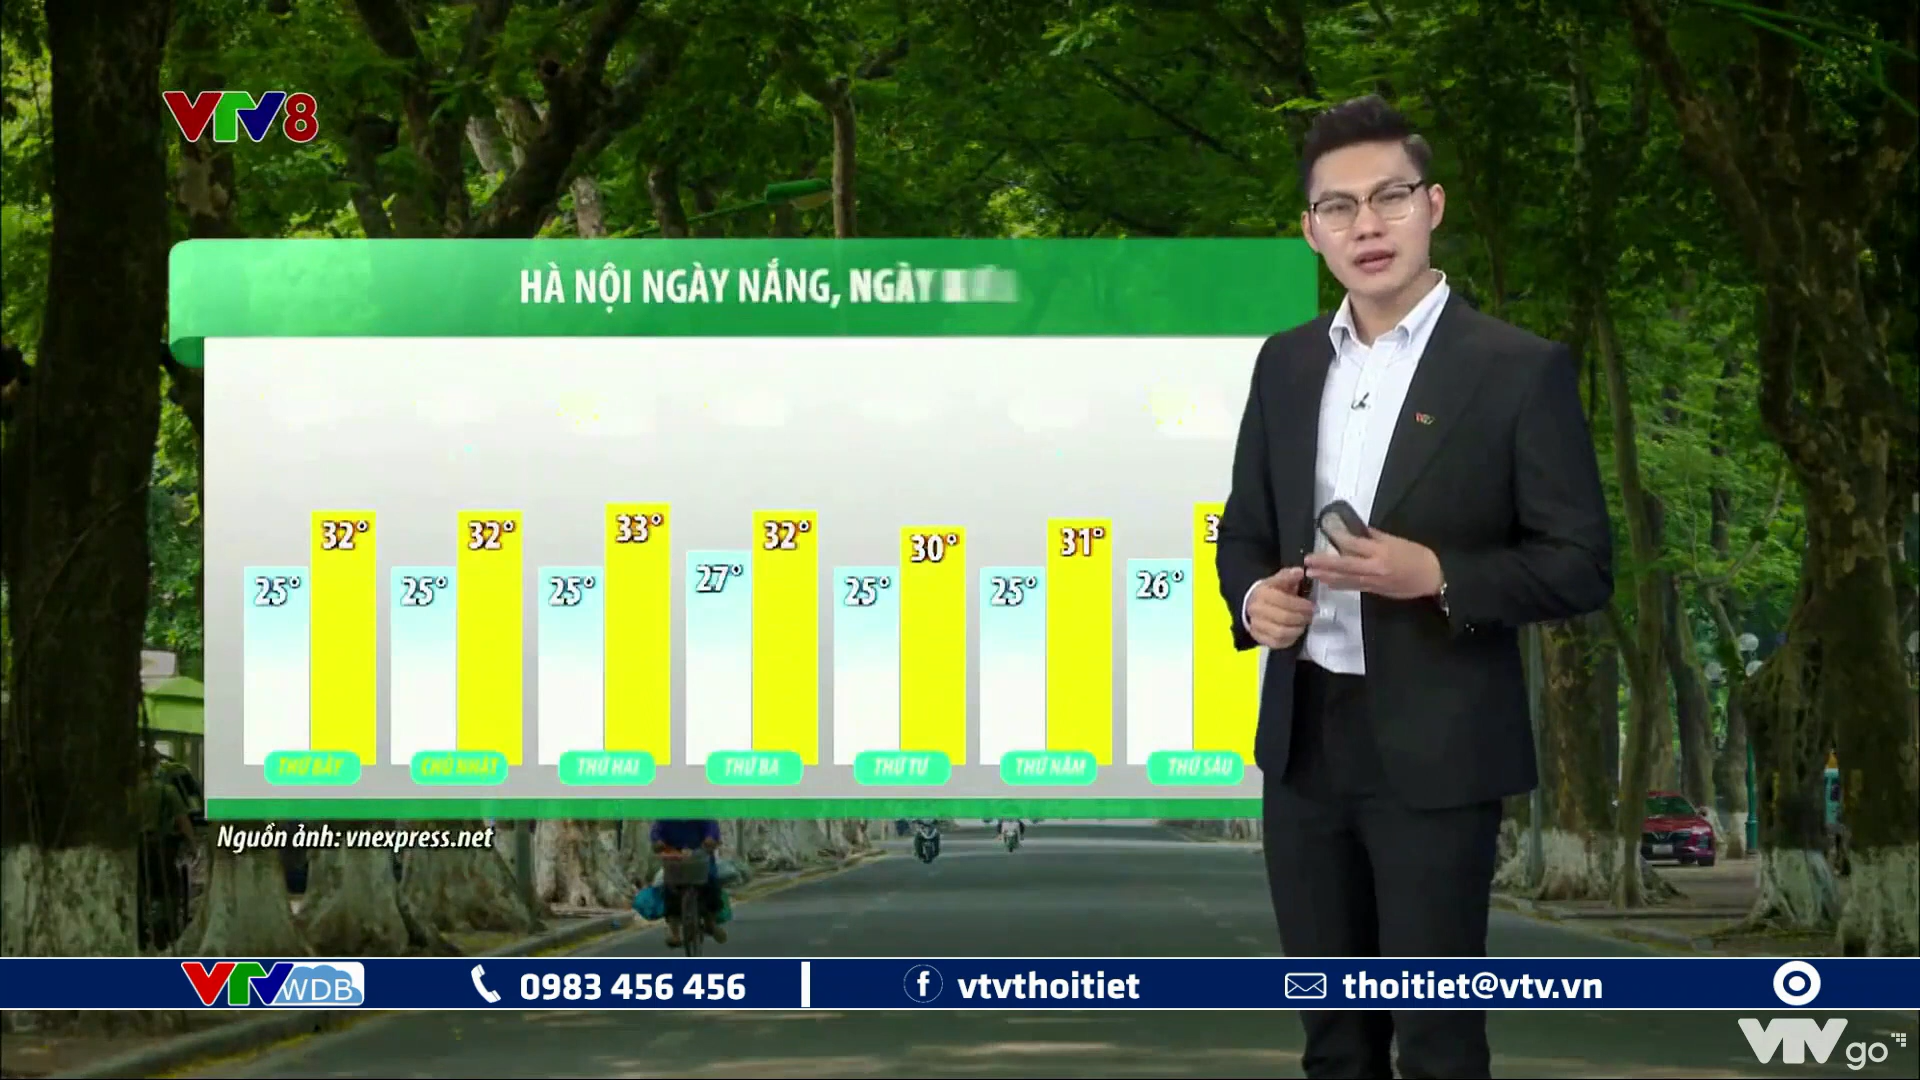 VTV8
HÀ NỘI NGÀY NẮNG, NGÀY
32° 32° 33° 32° 30° 31°
25° 25° 25° 27° 25° 25° 26°
THỨ BẢY CHỦ NHẬT THỨ HAI THỨ BA THỨ TƯ THỨ NĂM THỨ SÁU
Nguồn ảnh: vnexpress.net
VTV WDB 0983 456 456 vtvthoitiet thoitiet@vtv.vn
VTV go